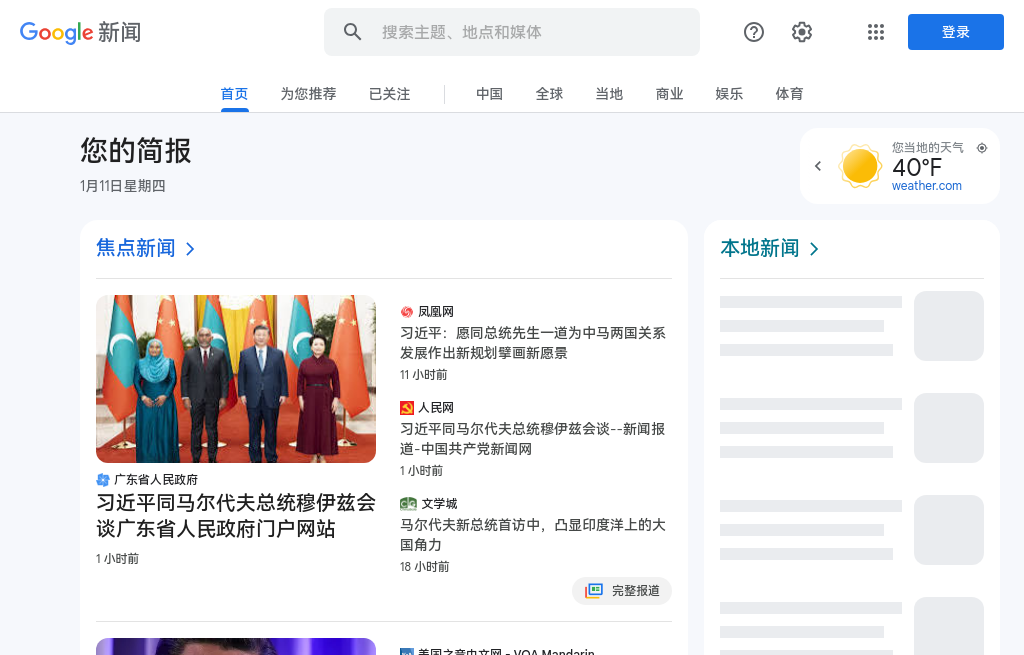 Google 新闻
搜索主题、地点和媒体
登录
首页
为您推荐
已关注
中国
全球
当地
商业
娱乐
体育
您的简报
1月11日星期四
您当地的天气
40°F
weather.com
焦点新闻
广东省人民政府
习近平同马尔代夫总统穆伊兹会
谈广东省人民政府门户网站
1 小时前
凤凰网
习近平：愿同总统先生一道为中马两国关系
发展作出新规划擘画新愿景
11 小时前
人民网
习近平同马尔代夫总统穆伊兹会谈--新闻报
道-中国共产党新闻网
1 小时前
文学城
马尔代夫新总统首访中，凸显印度洋上的大
国角力
18 小时前
完整报道
美国之音中文网 - VOA Mandarin
本地新闻